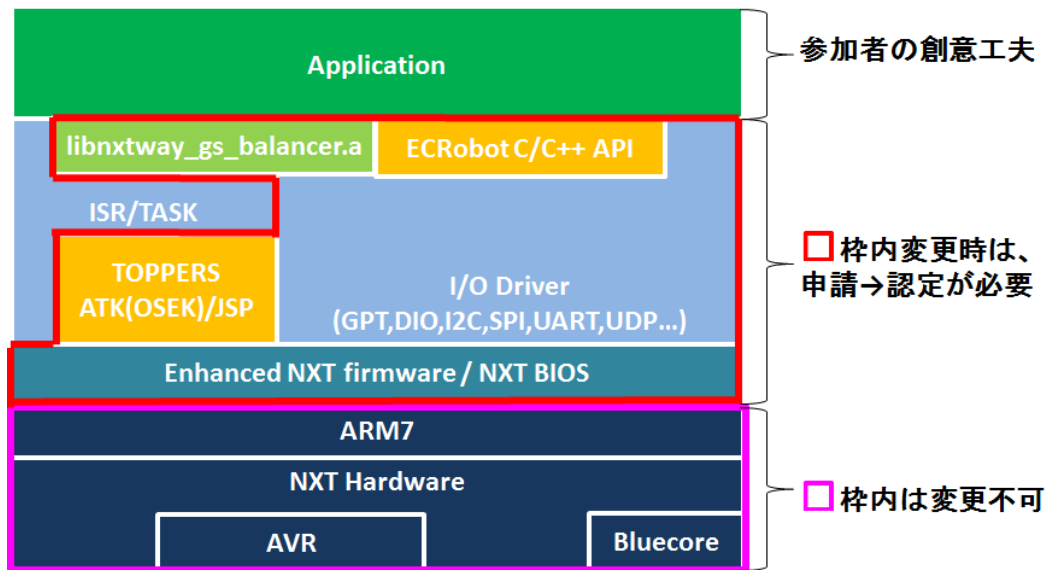 Application
参加者の創意工夫
libnxtway_gs_balancer.a
ECRobot C/C++ API
ISR/TASK
TOPPERS
ATK(OSEK)/JSP
I/O Driver
(GPT,DIO,I2C,SPI,UART,UDP...)
枠内変更時は、
申請→認定が必要
Enhanced NXT firmware / NXT BIOS
ARM7
NXT Hardware
枠内は変更不可
AVR
Bluecore